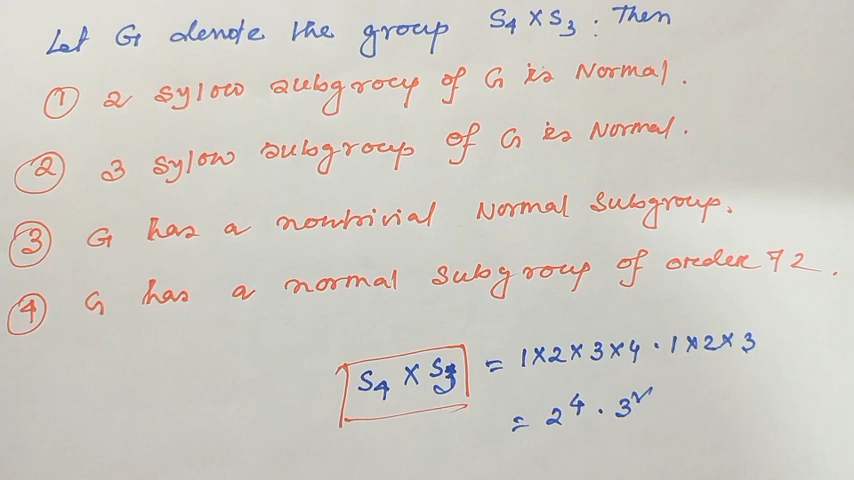 Let G denote the group S₄ × S₃ : Then
① 2 sylow subgroup of G is Normal.
② 3 sylow subgroup of G is Normal.
③ G has a nontrivial Normal Subgroup.
④ G has a normal Subgroup of order 72.
S₄ × S₃ = 1×2×3×4 . 1×2×3
= 2⁴ . 3²